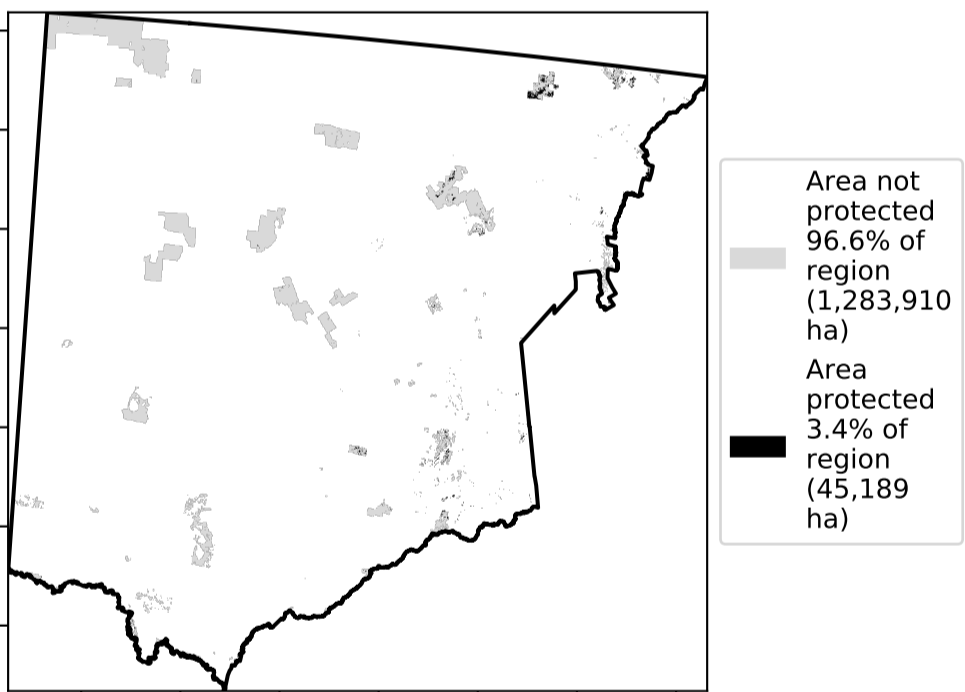 Area not
protected
96.6% of
region
(1,283,910
ha)
Area
protected
3.4% of
region
(45,189
ha)